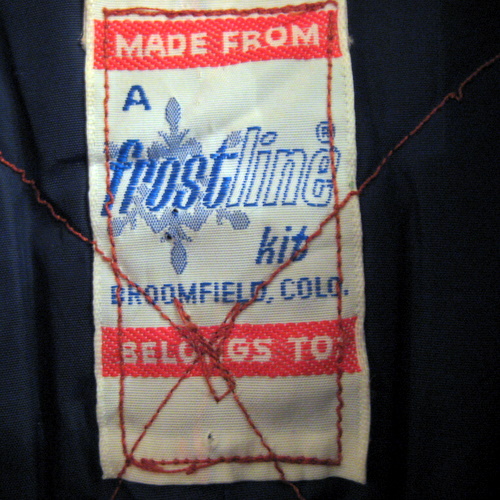 MADE FROM
A
frostline®
kit
BROOMFIELD, COLO.
BELONGS TO: